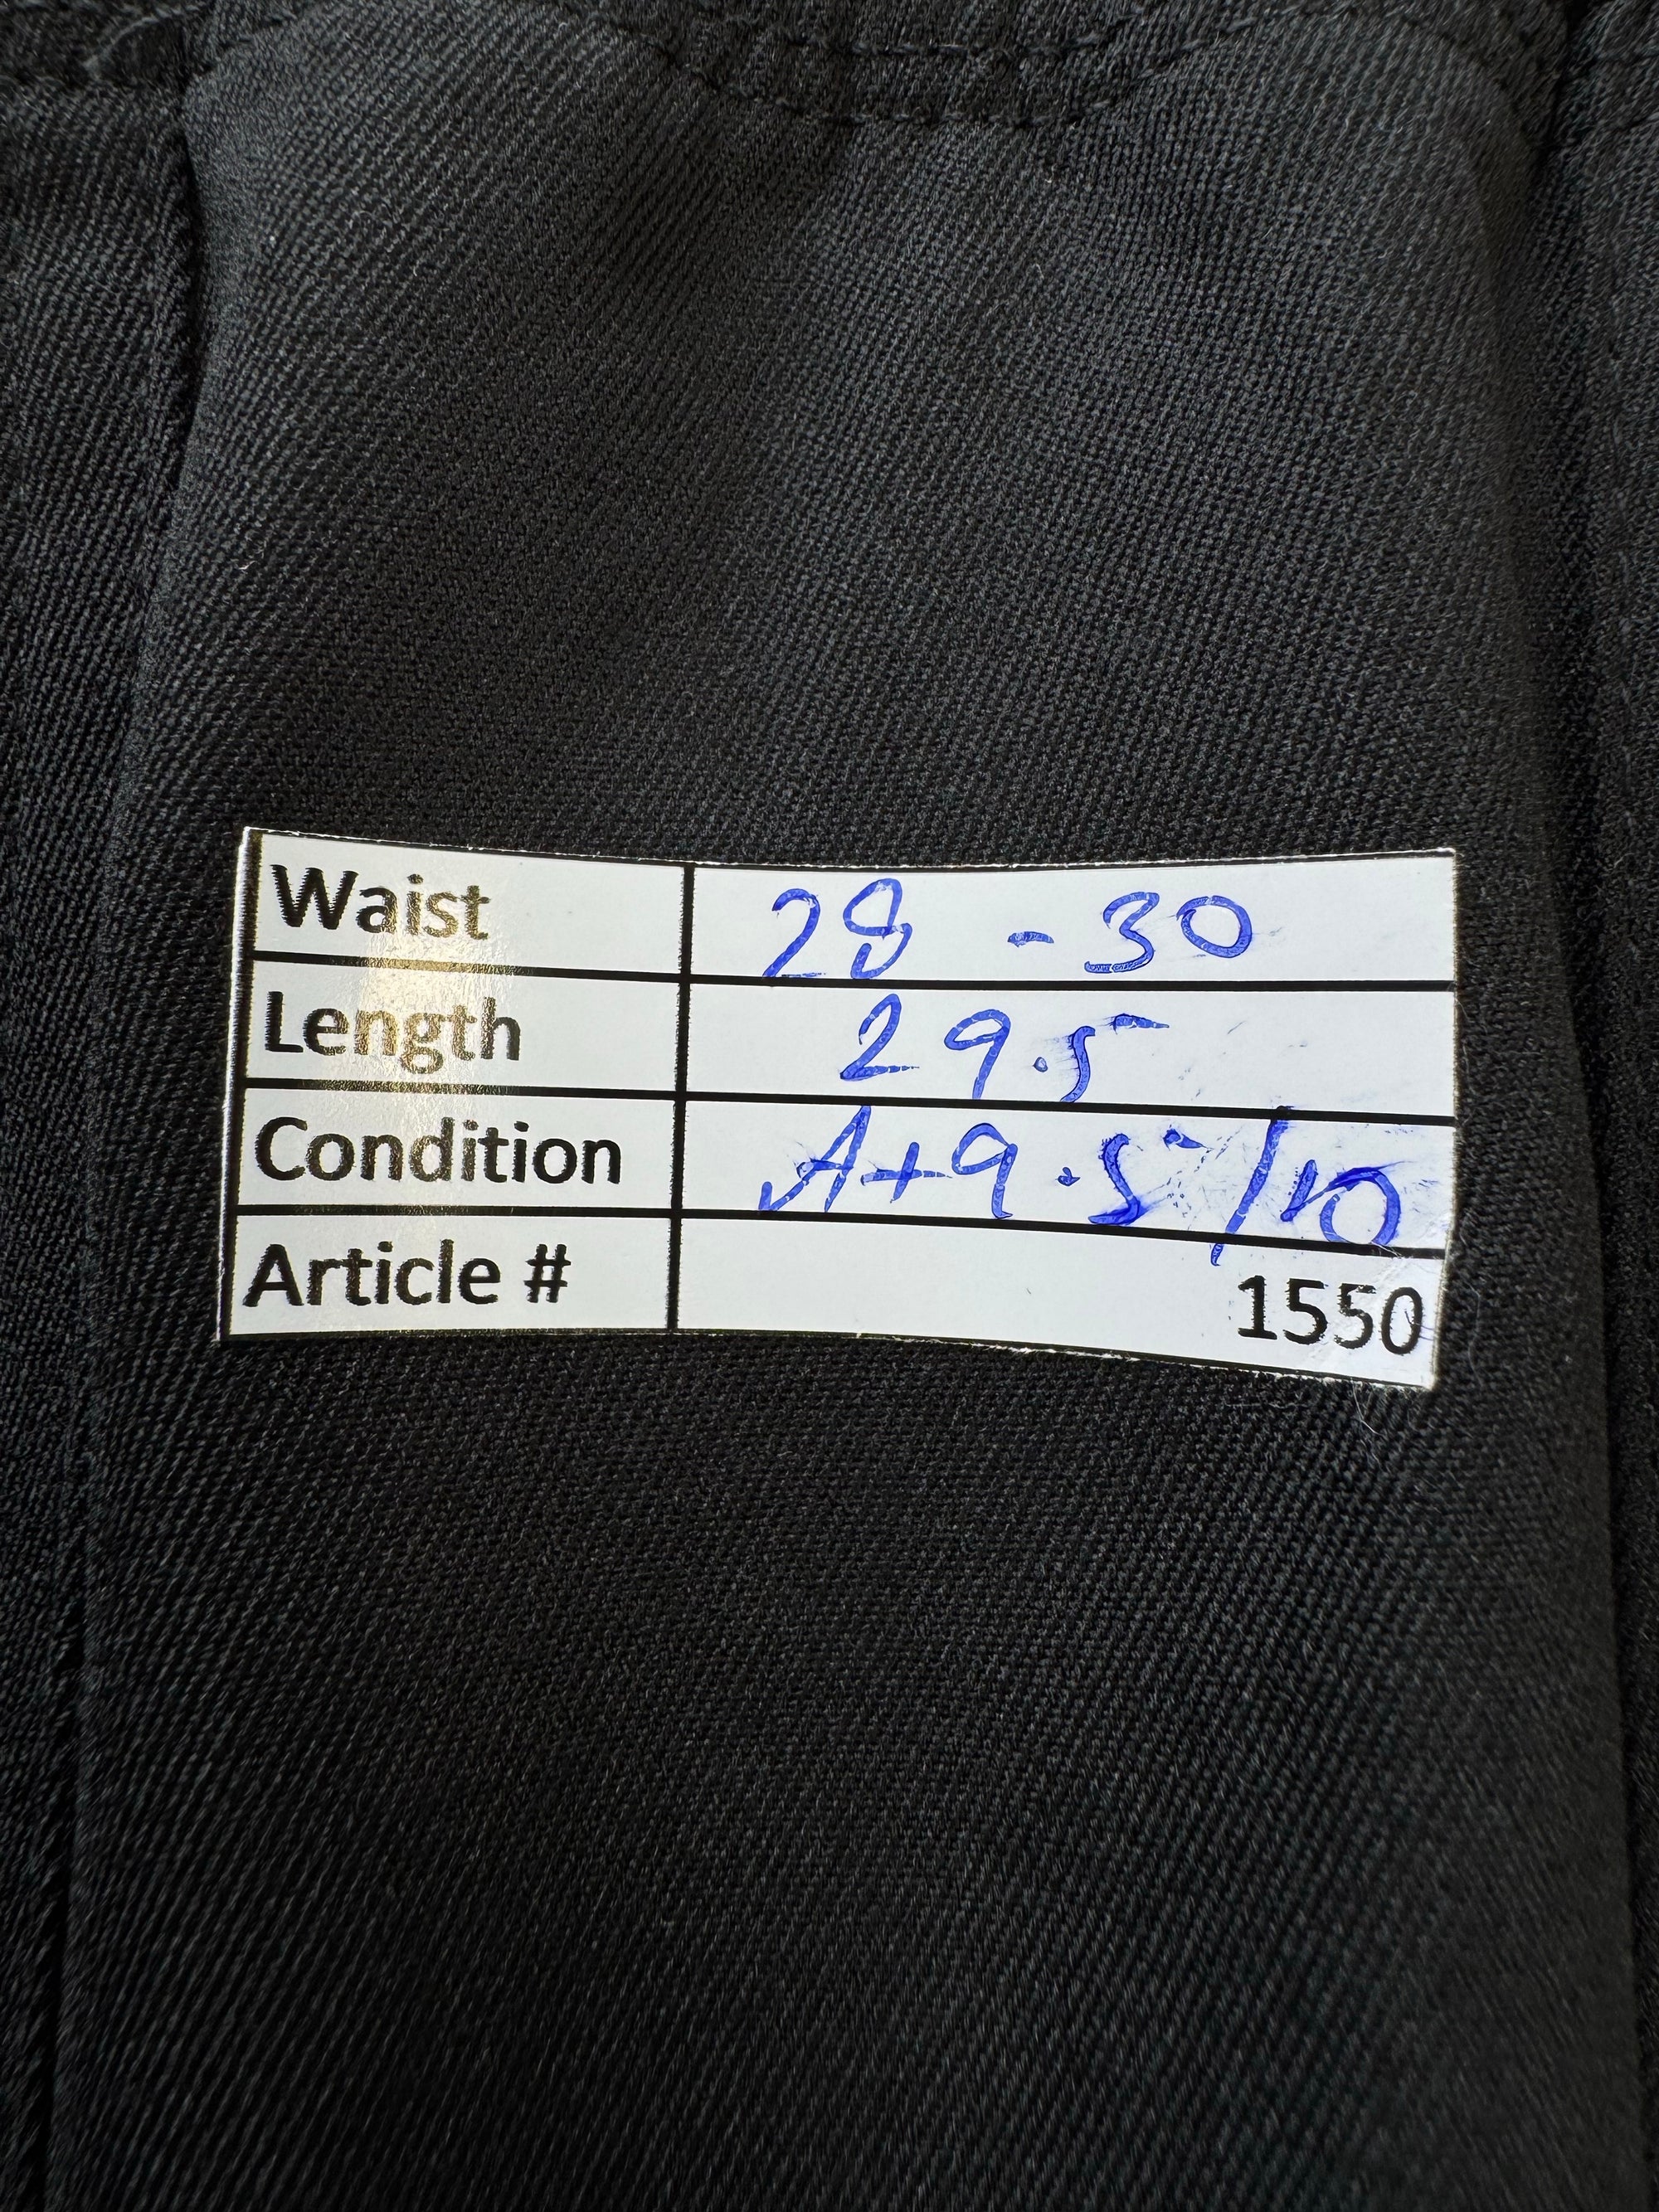 Waist 28 - 30
Length 29.5
Condition A+ 9.5/10
Article # 1550